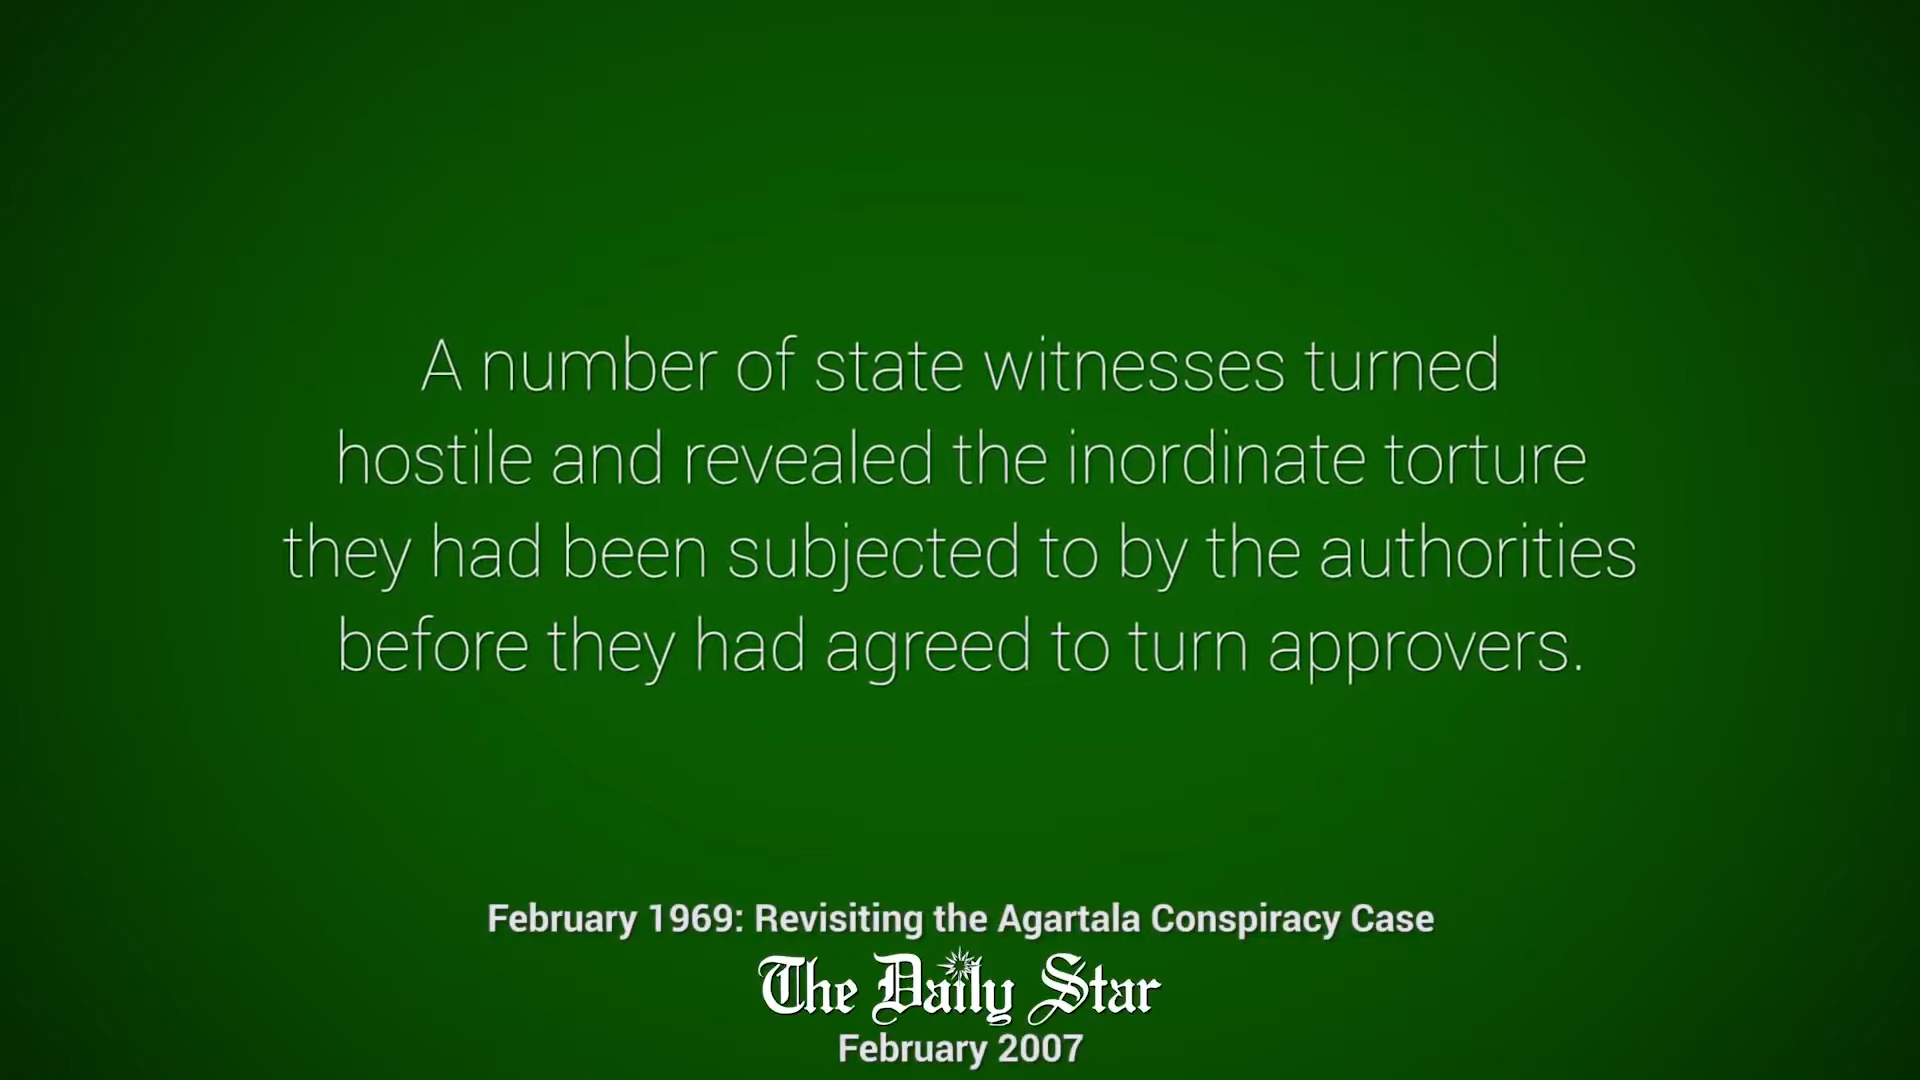 A number of state witnesses turned
hostile and revealed the inordinate torture
they had been subjected to by the authorities
before they had agreed to turn approvers.
February 1969: Revisiting the Agartala Conspiracy Case
The Daily Star
February 2007